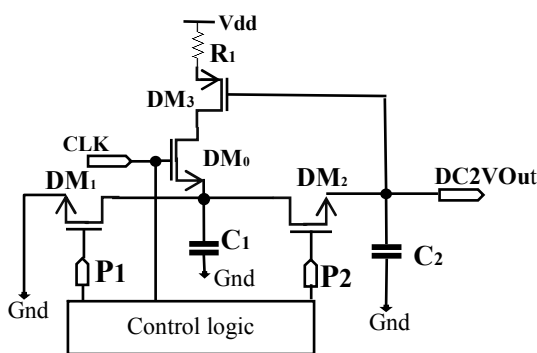 Vdd
R1
DM3
CLK
DM0
DM1
DM2
DC2VOut
C1
C2
P1
Gnd
P2
Gnd
Gnd
Control logic